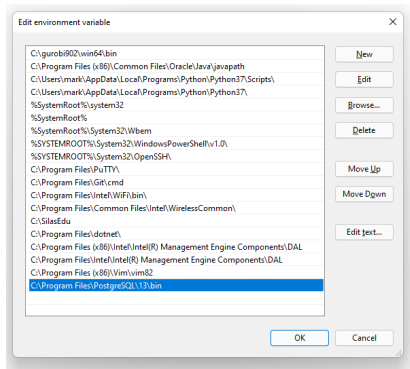 Edit environment variable
C:\gurobi902\win64\bin
C:\Program Files (x86)\Common Files\Oracle\Java\javapath
C:\Users\mark\AppData\Local\Programs\Python\Python37\Scripts\
C:\Users\mark\AppData\Local\Programs\Python\Python37\
%SystemRoot%\system32
%SystemRoot%
%SystemRoot%\System32\Wbem
%SYSTEMROOT%\System32\WindowsPowerShell\v1.0\
%SYSTEMROOT%\System32\OpenSSH\
C:\Program Files\PuTTY\
C:\Program Files\Git\cmd
C:\Program Files\Intel\WiFi\bin\
C:\Program Files\Common Files\Intel\WirelessCommon\
C:\SilasEdu
C:\Program Files\dotnet\
C:\Program Files (x86)\Intel\Intel(R) Management Engine Components\DAL
C:\Program Files\Intel\Intel(R) Management Engine Components\DAL
C:\Program Files (x86)\Vim\vim82
C:\Program Files\PostgreSQL\13\bin
New
Edit
Browse...
Delete
Move Up
Move Down
Edit text...
OK
Cancel